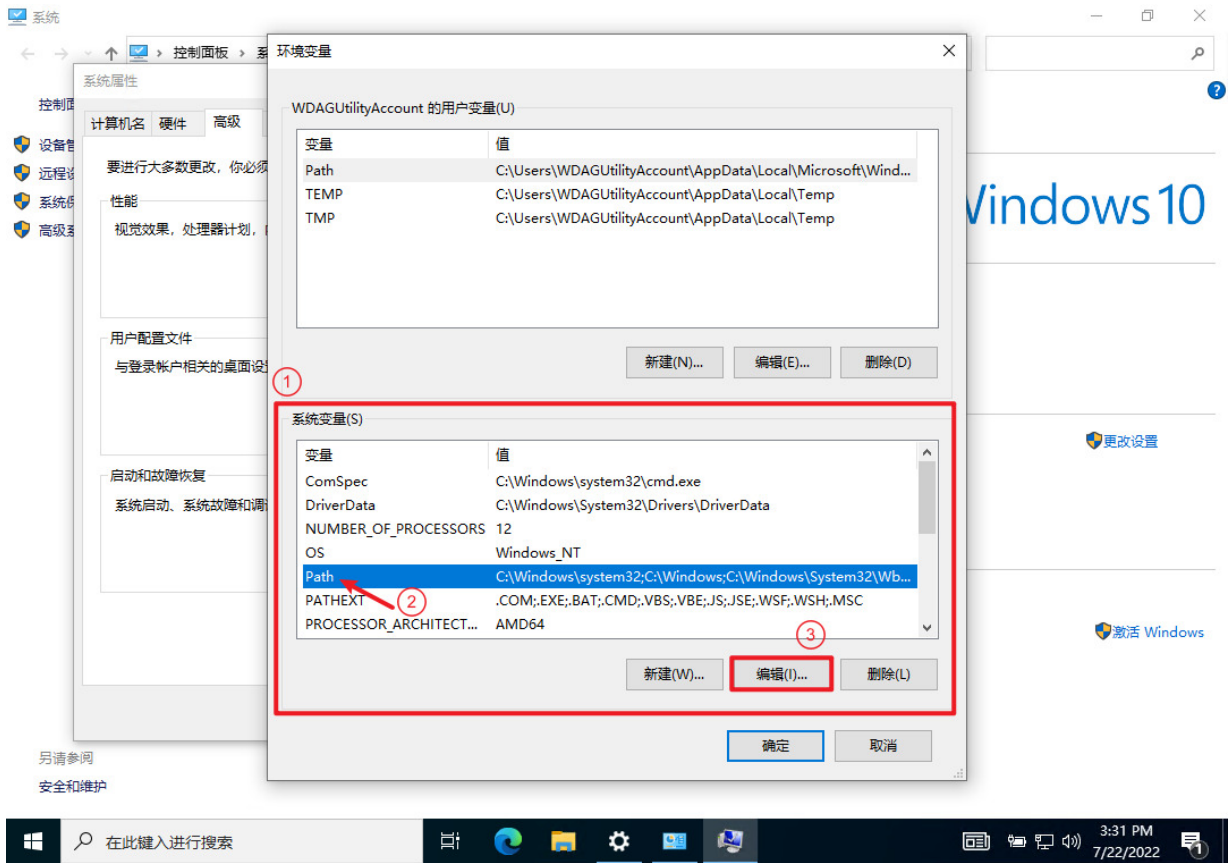 系统
控制面板
环境变量
系统属性
计算机名 硬件 高级
WDAGUtilityAccount 的用户变量(U)
变量 值
Path C:\Users\WDAGUtilityAccount\AppData\Local\Microsoft\Wind...
TEMP C:\Users\WDAGUtilityAccount\AppData\Local\Temp
TMP C:\Users\WDAGUtilityAccount\AppData\Local\Temp
新建(N)... 编辑(E)... 删除(D)
控制
设备管
远程
系统
高级
要进行大多数更改，你必须
性能
视觉效果，处理器计划，
用户配置文件
与登录帐户相关的桌面设
启动和故障恢复
系统启动、系统故障和调
1
系统变量(S)
变量 值
ComSpec C:\Windows\system32\cmd.exe
DriverData C:\Windows\System32\Drivers\DriverData
NUMBER_OF_PROCESSORS 12
OS Windows_NT
Path C:\Windows\system32;C:\Windows;C:\Windows\System32\Wb...
2
PATHEXT .COM;.EXE;.BAT;.CMD;.VBS;.VBE;.JS;.JSE;.WSF;.WSH;.MSC
PROCESSOR_ARCHITECT... AMD64
3
新建(W)... 编辑(I)... 删除(L)
确定 取消
?
Windows 10
更改设置
激活 Windows
另请参阅
安全和维护
在此键入进行搜索
3:31 PM
7/22/2022
1